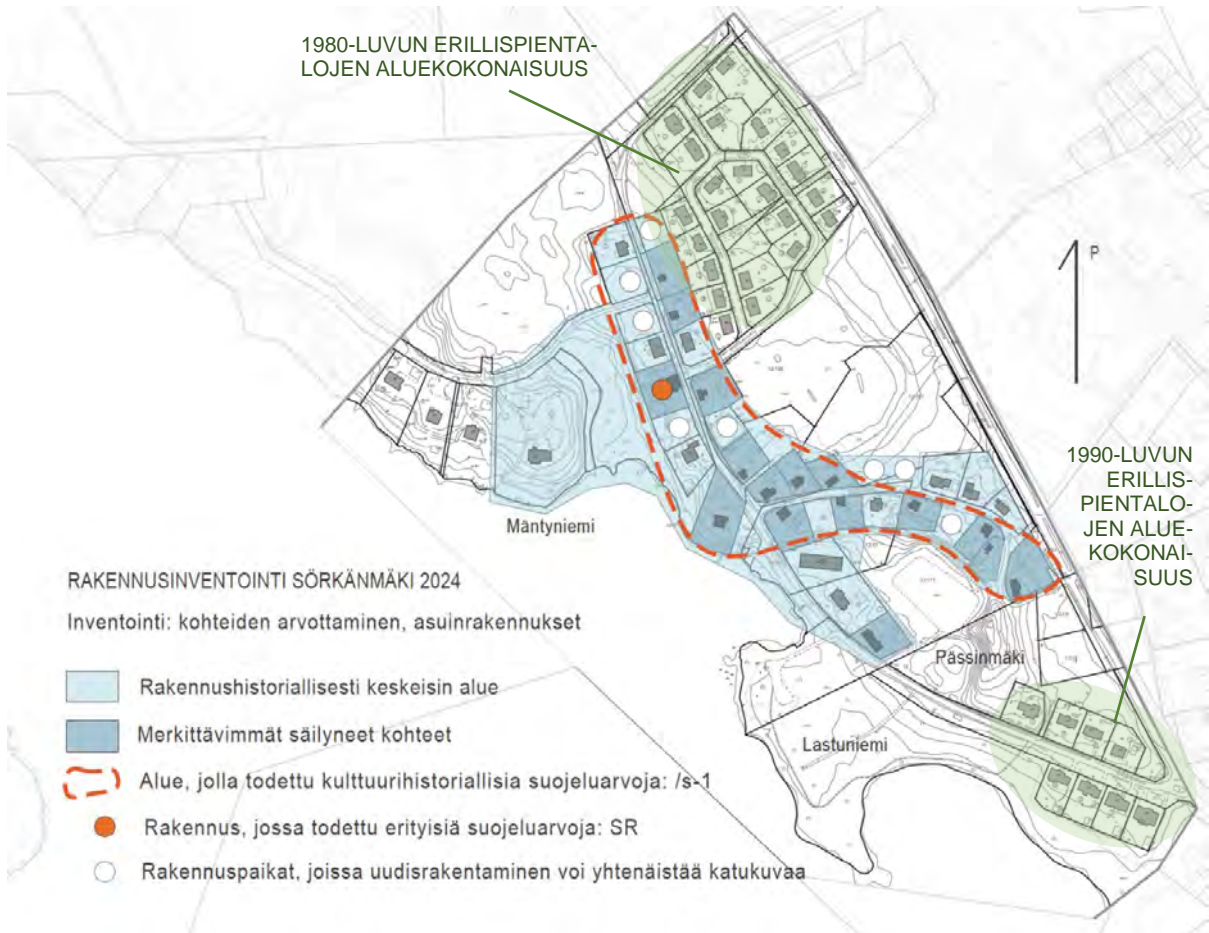 1980-LUVUN ERILLISPIENTA-
LOJEN ALUEKOKONAISUUS
P
1990-LUVUN
ERILLIS-
PIENTALO-
JEN ALUE-
KOKONAI-
SUUS
Mäntyniemi
Pässinmäki
Lastuniemi
RAKENNUSINVENTOINTI SÖRKÄNMÄKI 2024
Inventointi: kohteiden arvottaminen, asuinrakennukset
Rakennushistoriallisesti keskeisin alue
Merkittävimmät säilyneet kohteet
Alue, jolla todettu kulttuurihistoriallisia suojeluarvoja: /s-1
Rakennus, jossa todettu erityisiä suojeluarvoja: SR
Rakennuspaikat, joissa uudisrakentaminen voi yhtenäistää katukuvaa